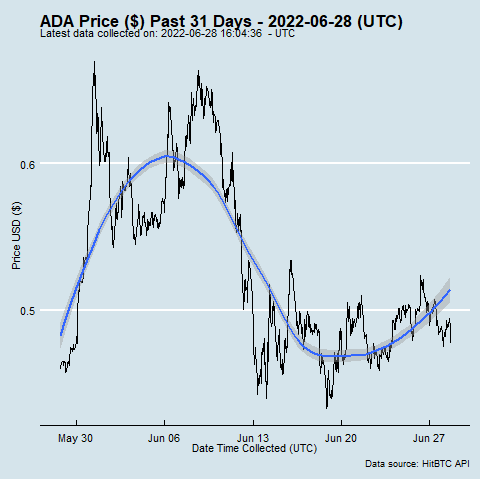 ADA Price ($) Past 31 Days - 2022-06-28 (UTC)
Latest data collected on: 2022-06-28 16:04:36  - UTC
0.6
0.5
Price USD ($)
May 30
Jun 06
Jun 13
Jun 20
Jun 27
Date Time Collected (UTC)
Data source: HitBTC API